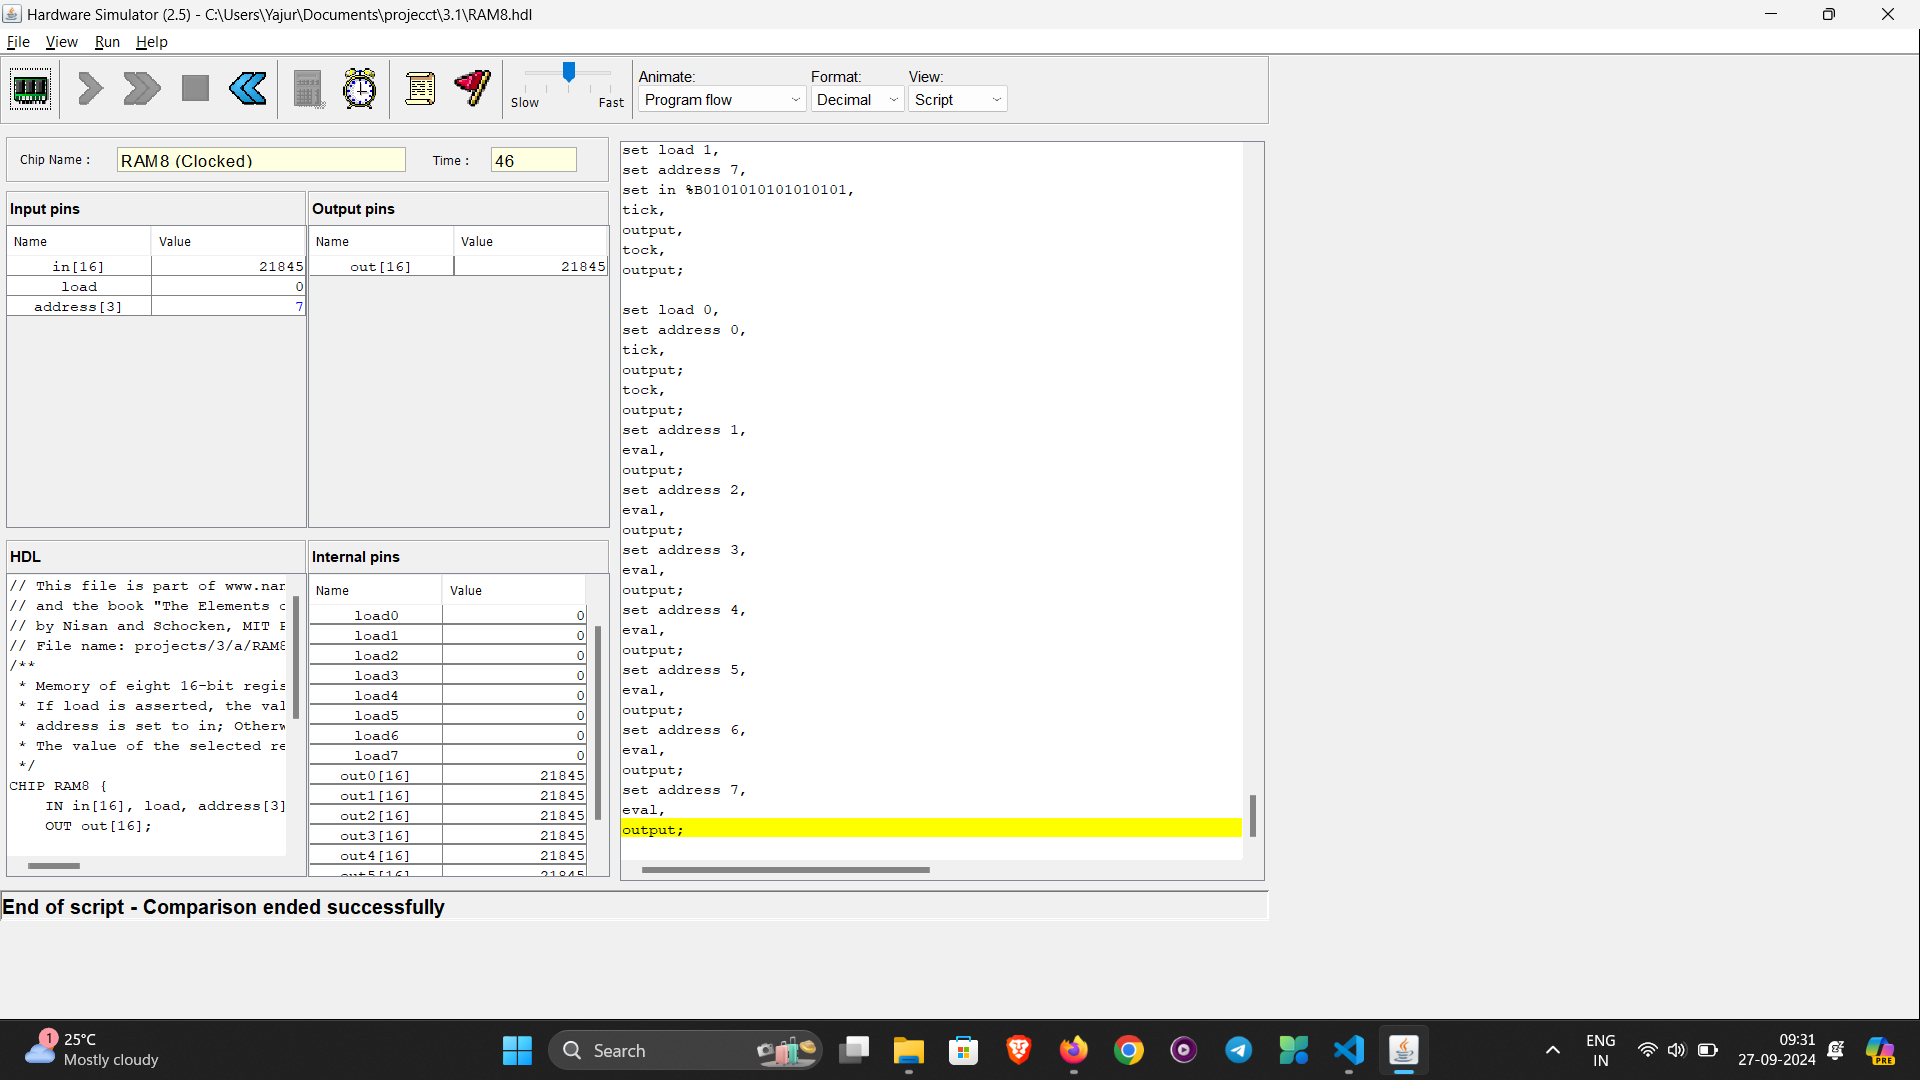 Hardware Simulator (2.5) - C:\Users\Yajur\Documents\projecct\3.1\RAM8.hdl
File View Run Help
Slow Fast
Animate: Format: View:
Program flow Decimal Script
Chip Name : RAM8 (Clocked) Time : 46
Input pins
Name Value
in[16] 21845
load 0
address[3] 7
Output pins
Name Value
out[16] 21845
HDL
// This file is part of www.nan
// and the book "The Elements o
// by Nisan and Schocken, MIT P
// File name: projects/3/a/RAM8
/**
* Memory of eight 16-bit regis
* If load is asserted, the val
* address is set to in; Otherw
* The value of the selected re
*/
CHIP RAM8 {
IN in[16], load, address[3]
OUT out[16];
Internal pins
Name Value
load0 0
load1 0
load2 0
load3 0
load4 0
load5 0
load6 0
load7 0
out0[16] 21845
out1[16] 21845
out2[16] 21845
out3[16] 21845
out4[16] 21845
out5[16] 21845
set load 1,
set address 7,
set in %B0101010101010101,
tick,
output,
tock,
output;
set load 0,
set address 0,
tick,
output;
tock,
output;
set address 1,
eval,
output;
set address 2,
eval,
output;
set address 3,
eval,
output;
set address 4,
eval,
output;
set address 5,
eval,
output;
set address 6,
eval,
output;
set address 7,
eval,
output;
End of script - Comparison ended successfully
1
25°C
Mostly cloudy
Search
ENG
IN
09:31
27-09-2024
PRE